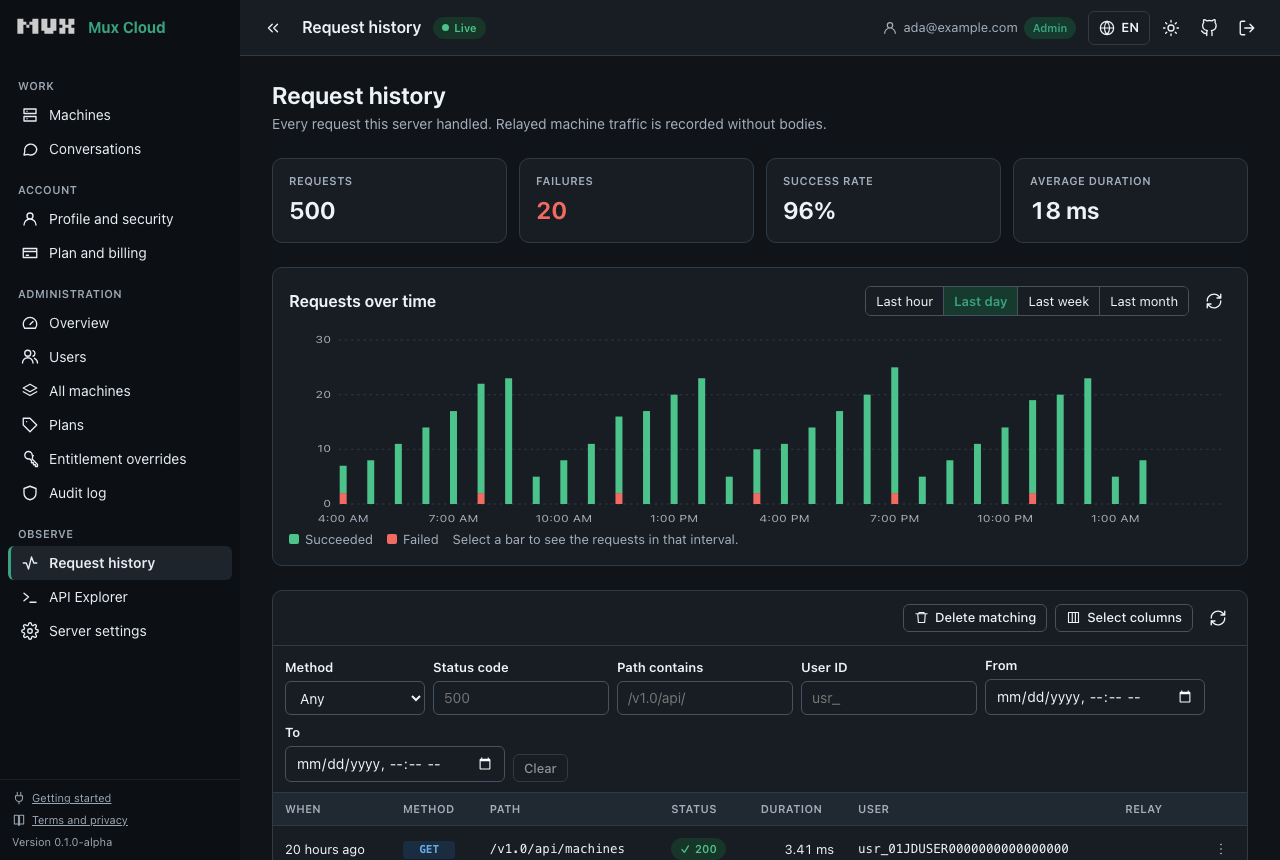 MUX Mux Cloud
WORK
Machines
Conversations
ACCOUNT
Profile and security
Plan and billing
ADMINISTRATION
Overview
Users
All machines
Plans
Entitlement overrides
Audit log
OBSERVE
Request history
API Explorer
Server settings
Getting started
Terms and privacy
Version 0.1.0-alpha
Request history Live ada@example.com Admin EN
Request history
Every request this server handled. Relayed machine traffic is recorded without bodies.
REQUESTS
500
FAILURES
20
SUCCESS RATE
96%
AVERAGE DURATION
18 ms
Requests over time Last hour Last day Last week Last month
30
20
10
0
4:00 AM 7:00 AM 10:00 AM 1:00 PM 4:00 PM 7:00 PM 10:00 PM 1:00 AM
Succeeded Failed Select a bar to see the requests in that interval.
Delete matching Select columns
Method Status code Path contains User ID From
Any 500 /v1.0/api/ usr_ mm/dd/yyyy, --:-- --
To
mm/dd/yyyy, --:-- -- Clear
WHEN METHOD PATH STATUS DURATION USER RELAY
20 hours ago GET /v1.0/api/machines 200 3.41 ms usr_01JDUSER0000000000000000